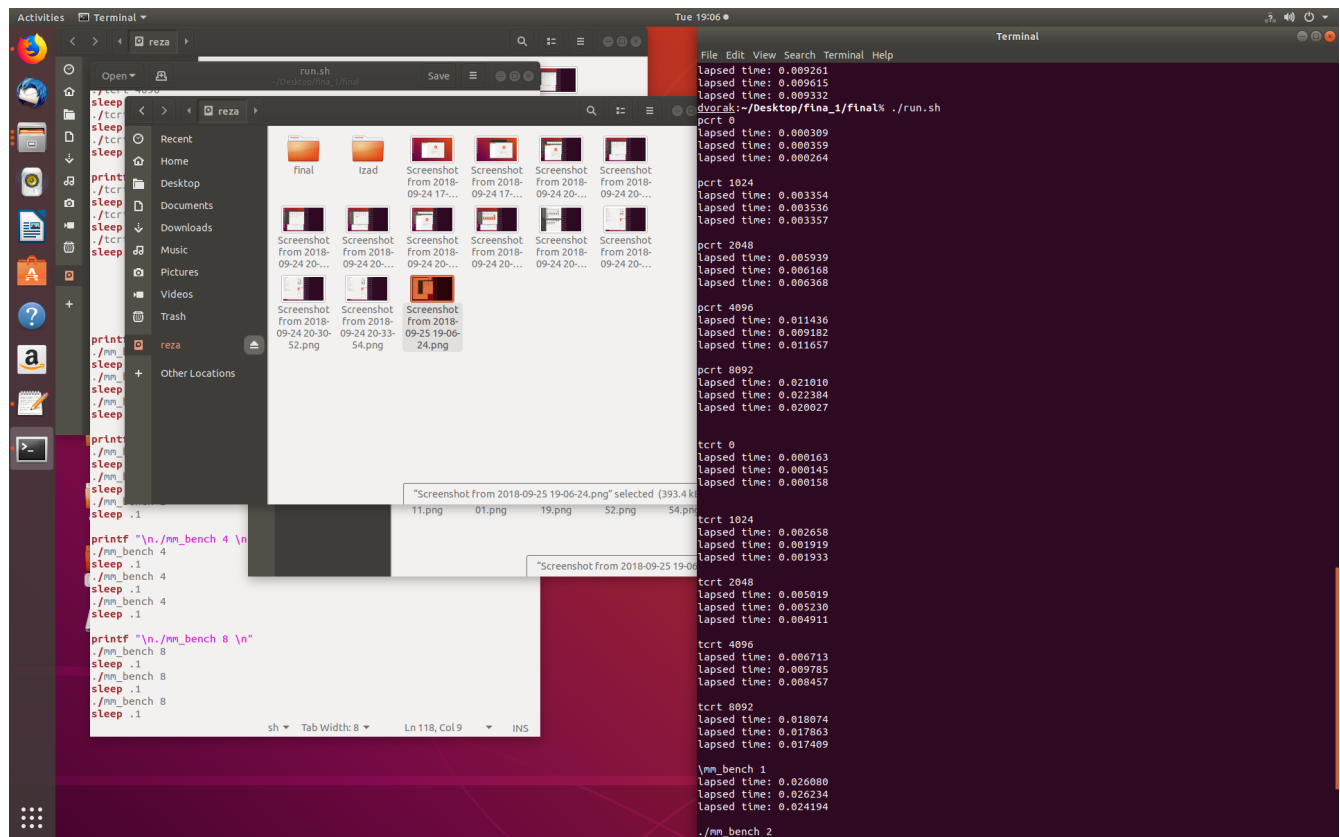 Activities
Terminal
Tue 19:06
reza
run.sh
~/Desktop/fina_1/final
Open
Save
./tcrt 4096
sleep
./tcr
sleep
./tcr
sleep
print
./tcr
sleep
./tcr
sleep
./tcr
sleep
print
./mm_b
sleep
./mm_b
sleep
./mm_b
sleep
print
./mm_b
sleep
./mm_b
sleep
sleep .1
printf "\n./mm_bench 4 \n
./mm_bench 4
sleep .1
./mm_bench 4
sleep .1
./mm_bench 4
sleep .1
printf "\n./mm_bench 8 \n"
./mm_bench 8
sleep .1
./mm_bench 8
sleep .1
./mm_bench 8
sleep .1
sh Tab Width: 8 Ln 118, Col 9 INS
reza
Recent
Home
Desktop
Documents
Downloads
Music
Pictures
Videos
Trash
reza
Other Locations
final
Izad
Screenshot from 2018-09-24 17-...
Screenshot from 2018-09-24 17-...
Screenshot from 2018-09-24 20-...
Screenshot from 2018-09-24 20-...
Screenshot from 2018-09-24 20-...
Screenshot from 2018-09-24 20-...
Screenshot from 2018-09-24 20-...
Screenshot from 2018-09-24 20-...
Screenshot from 2018-09-24 20-...
Screenshot from 2018-09-24 20-...
Screenshot from 2018-09-24 20-30-52.png
Screenshot from 2018-09-24 20-33-54.png
Screenshot from 2018-09-25 19-06-24.png
"Screenshot from 2018-09-25 19-06-24.png" selected (393.4 kB
11.png 01.png 19.png 52.png 54.png
"Screenshot from 2018-09-25 19-06
Terminal
File Edit View Search Terminal Help
lapsed time: 0.009261
lapsed time: 0.009615
lapsed time: 0.009332
dvorak:~/Desktop/fina_1/final% ./run.sh
pcrt 0
lapsed time: 0.000309
lapsed time: 0.000359
lapsed time: 0.000264
pcrt 1024
lapsed time: 0.003354
lapsed time: 0.003536
lapsed time: 0.003357
pcrt 2048
lapsed time: 0.005939
lapsed time: 0.006168
lapsed time: 0.006368
pcrt 4096
lapsed time: 0.011436
lapsed time: 0.009182
lapsed time: 0.011657
pcrt 8092
lapsed time: 0.021010
lapsed time: 0.022384
lapsed time: 0.020027
tcrt 0
lapsed time: 0.000163
lapsed time: 0.000145
lapsed time: 0.000158
tcrt 1024
lapsed time: 0.002658
lapsed time: 0.001919
lapsed time: 0.001933
tcrt 2048
lapsed time: 0.005019
lapsed time: 0.005230
lapsed time: 0.004911
tcrt 4096
lapsed time: 0.006713
lapsed time: 0.009785
lapsed time: 0.008457
tcrt 8092
lapsed time: 0.018074
lapsed time: 0.017863
lapsed time: 0.017409
\mm_bench 1
lapsed time: 0.026080
lapsed time: 0.026234
lapsed time: 0.024194
./mm_bench 2